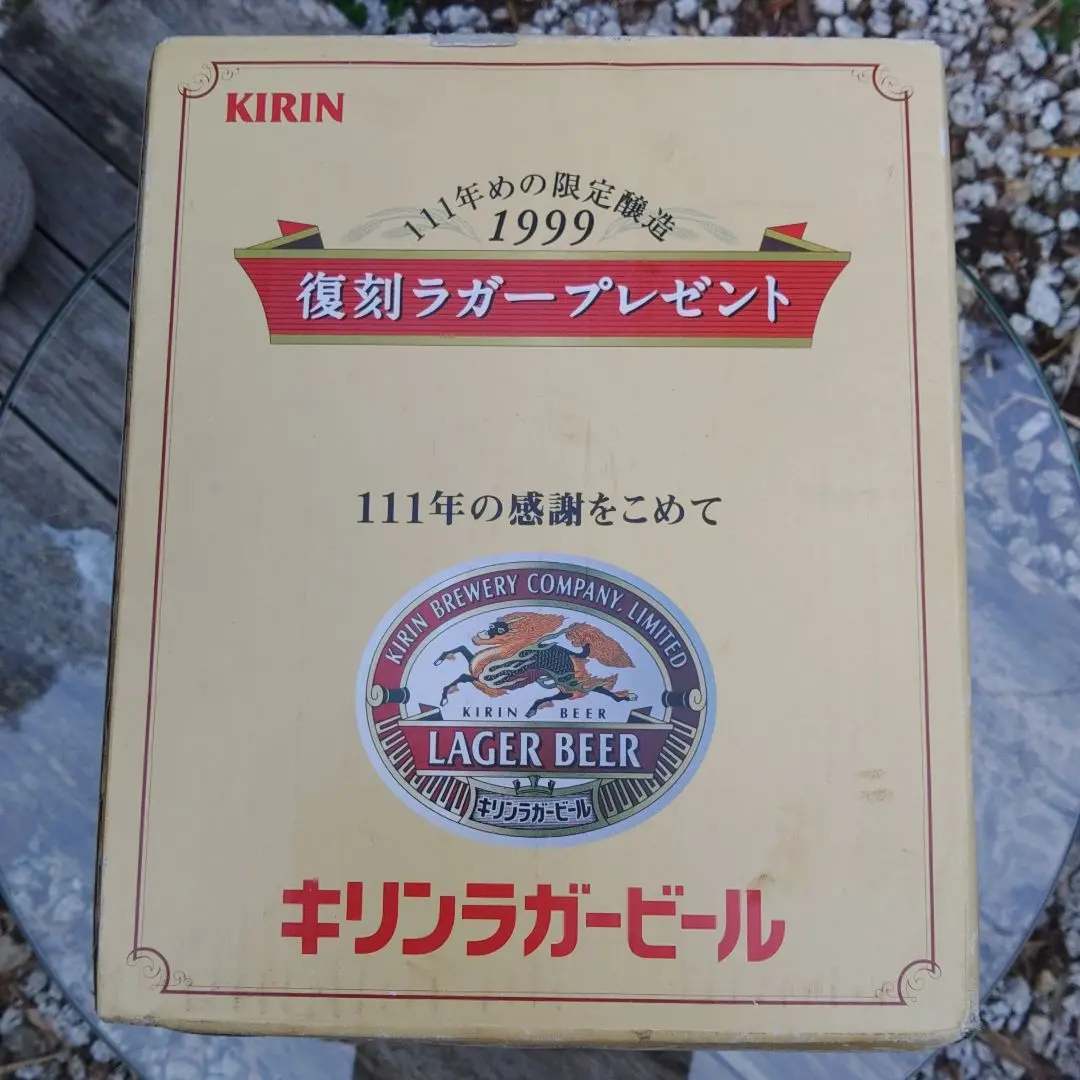 KIRIN
111年めの限定醸造
1999
復刻ラガープレゼント
111年の感謝をこめて
KIRIN BREWERY COMPANY, LIMITED
KIRIN BEER
LAGER BEER
キリンラガービール
キリンラガービール